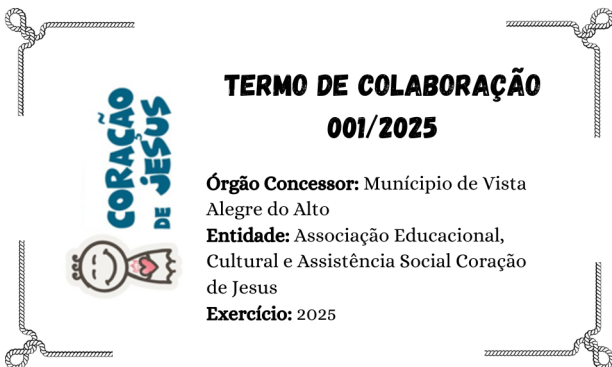 TERMO DE COLABORAÇÃO
001/2025
CORAÇÃO
DE JESUS
Órgão Concessor: Munícipio de Vista
Alegre do Alto
Entidade: Associação Educacional,
Cultural e Assistência Social Coração
de Jesus
Exercício: 2025